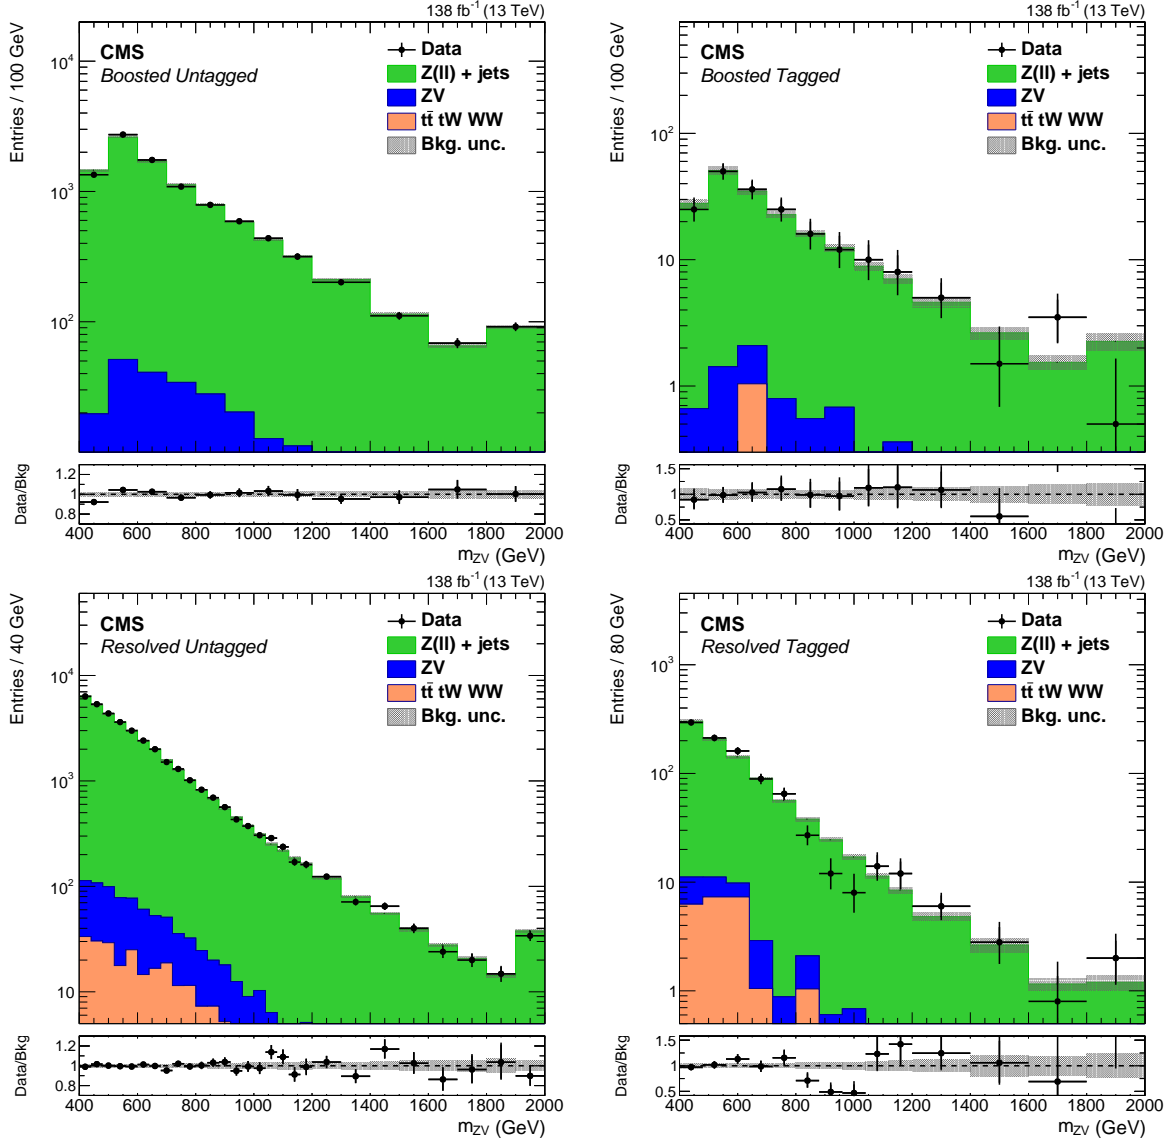 138 fb⁻¹ (13 TeV)
Entries / 100 GeV
10⁴
10³
10²
CMS
Boosted Untagged
Data
Z(ll) + jets
ZV
tt̄ tW WW
Bkg. unc.
Data/Bkg
1.2
1
0.8
400 600 800 1000 1200 1400 1600 1800 2000
m_ZV (GeV)
138 fb⁻¹ (13 TeV)
Entries / 100 GeV
10²
10
1
CMS
Boosted Tagged
Data
Z(ll) + jets
ZV
tt̄ tW WW
Bkg. unc.
Data/Bkg
1.5
1
0.5
400 600 800 1000 1200 1400 1600 1800 2000
m_ZV (GeV)
138 fb⁻¹ (13 TeV)
Entries / 40 GeV
10⁴
10³
10²
10
CMS
Resolved Untagged
Data
Z(ll) + jets
ZV
tt̄ tW WW
Bkg. unc.
Data/Bkg
1.2
1
0.8
400 600 800 1000 1200 1400 1600 1800 2000
m_ZV (GeV)
138 fb⁻¹ (13 TeV)
Entries / 80 GeV
10³
10²
10
1
CMS
Resolved Tagged
Data
Z(ll) + jets
ZV
tt̄ tW WW
Bkg. unc.
Data/Bkg
1.5
1
0.5
400 600 800 1000 1200 1400 1600 1800 2000
m_ZV (GeV)